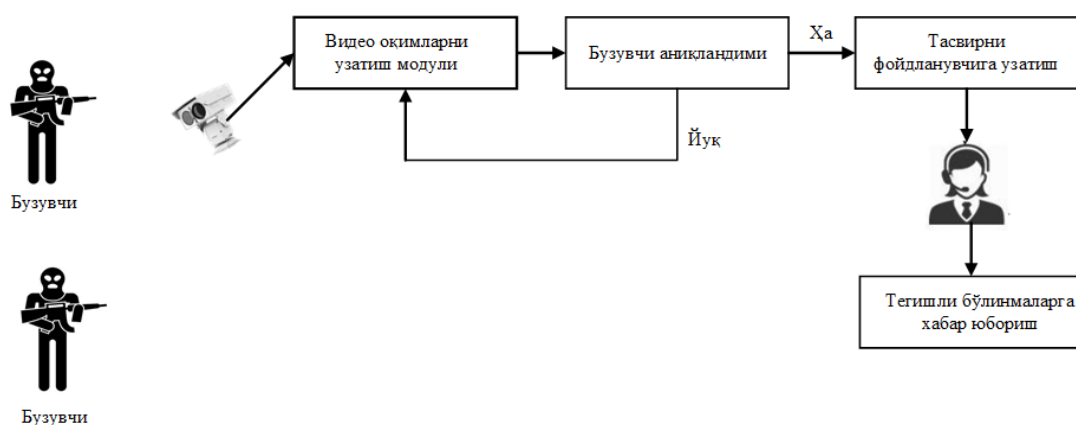 Видео оқимларни
узатиш модули
Бузувчи аниқландими
Ҳа
Тасвирни
фойдланувчига узатиш
Йуқ
Бузувчи
Тегишли бўлинмаларга
хабар юбориш
Бузувчи